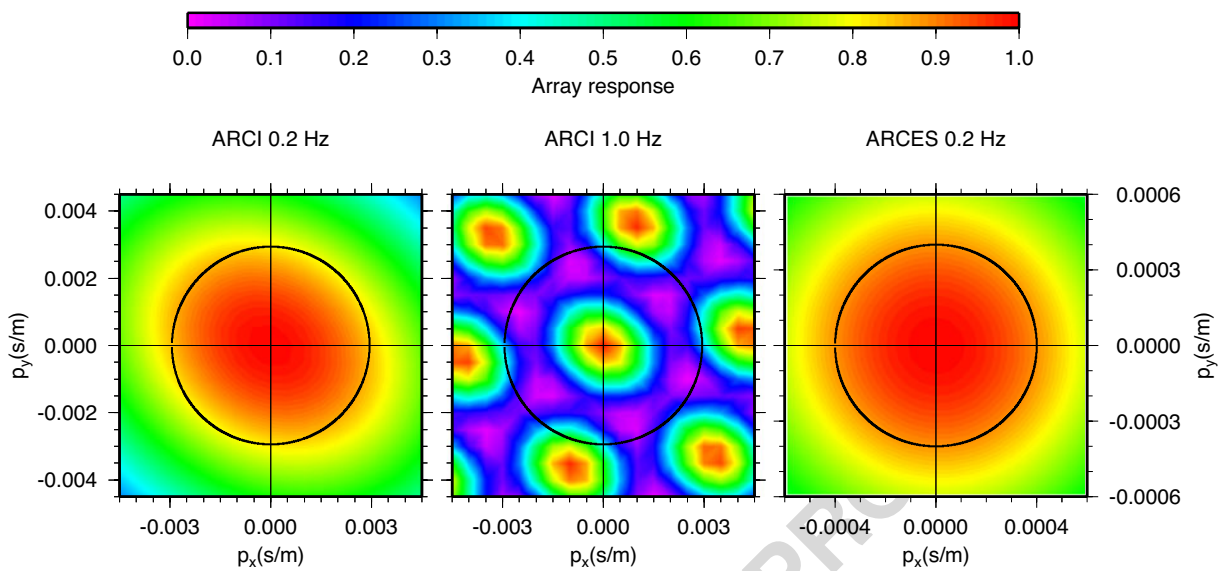 0.0 0.1 0.2 0.3 0.4 0.5 0.6 0.7 0.8 0.9 1.0
Array response
ARCI 0.2 Hz ARCI 1.0 Hz ARCES 0.2 Hz
0.004
0.002
0.000
-0.002
-0.004
py(s/m)
0.0006
0.0003
0.0000
-0.0003
-0.0006
py(s/m)
-0.003 0.000 0.003
px(s/m)
-0.003 0.000 0.003
px(s/m)
-0.0004 0.0000 0.0004
px(s/m)